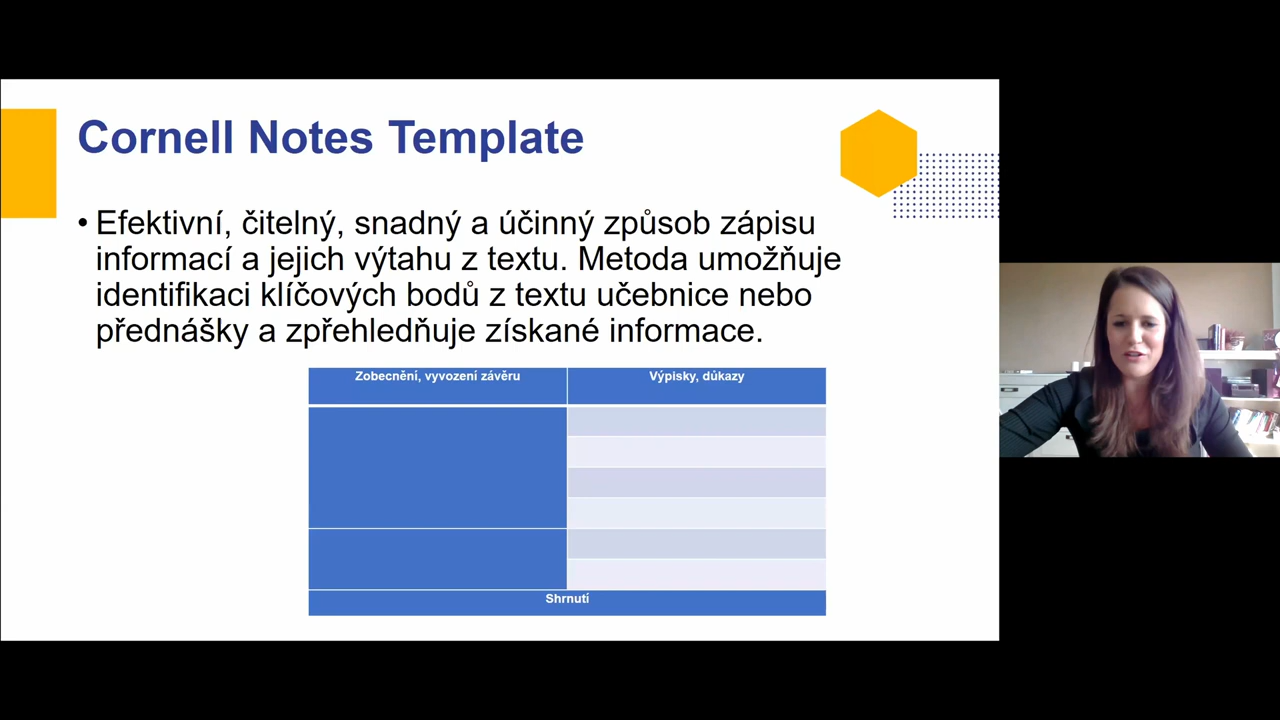 Cornell Notes Template
• Efektivní, čitelný, snadný a účinný způsob zápisu
informací a jejich výtahu z textu. Metoda umožňuje
identifikaci klíčových bodů z textu učebnice nebo
přednášky a zpřehledňuje získané informace.
Zobecnění, vyvození závěru
Výpisky, důkazy
Shrnutí